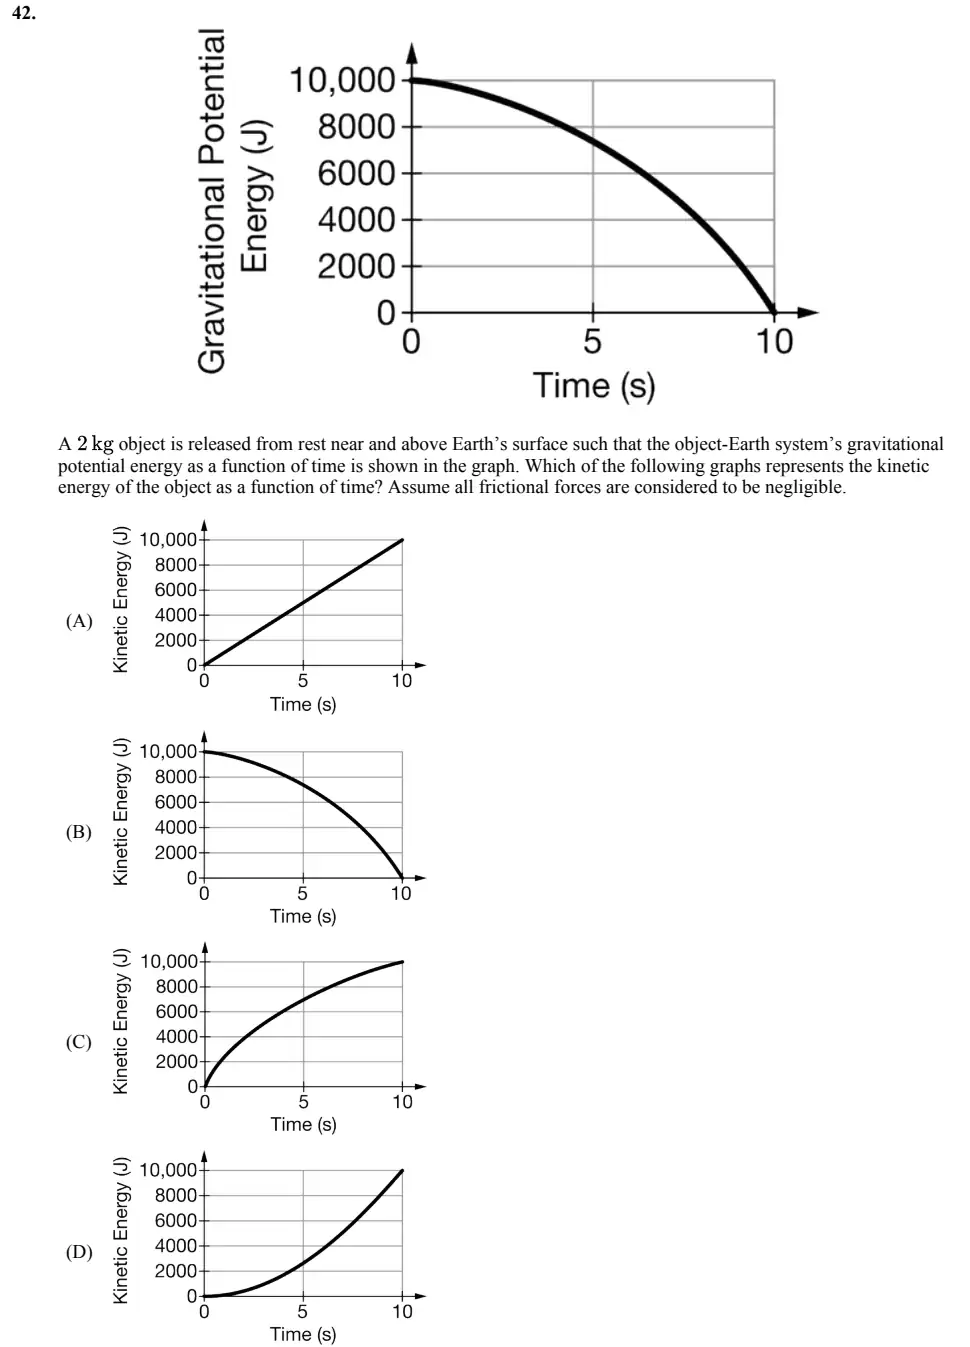 42.
Gravitational Potential
Energy (J)
10,000
8000
6000
4000
2000
0
0 5 10
Time (s)
A 2 kg object is released from rest near and above Earth’s surface such that the object-Earth system’s gravitational
potential energy as a function of time is shown in the graph. Which of the following graphs represents the kinetic
energy of the object as a function of time? Assume all frictional forces are considered to be negligible.
(A)
Kinetic Energy (J)
10,000
8000
6000
4000
2000
0
0 5 10
Time (s)
(B)
Kinetic Energy (J)
10,000
8000
6000
4000
2000
0
0 5 10
Time (s)
(C)
Kinetic Energy (J)
10,000
8000
6000
4000
2000
0
0 5 10
Time (s)
(D)
Kinetic Energy (J)
10,000
8000
6000
4000
2000
0
0 5 10
Time (s)